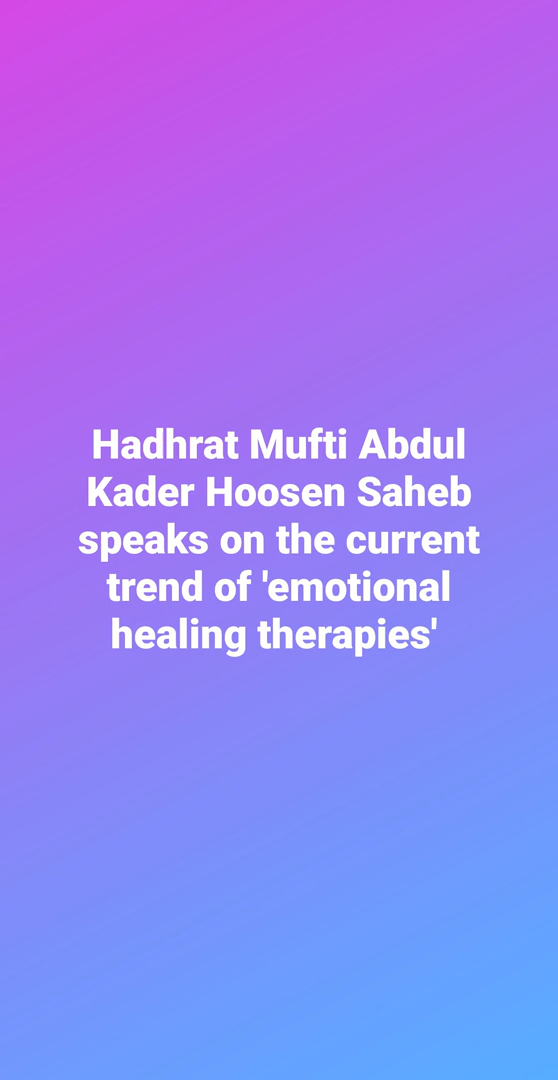 Hadhrat Mufti Abdul
Kader Hoosen Saheb
speaks on the current
trend of 'emotional
healing therapies'